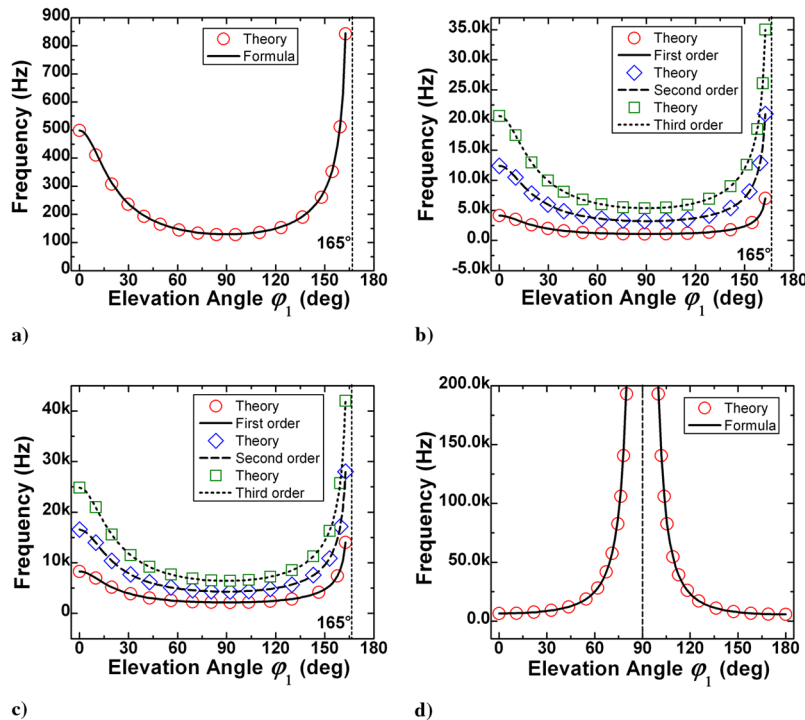 900
800
700
600
500
400
300
200
100
0
Frequency (Hz)
Theory
Formula
165°
0 30 60 90 120 150 180
Elevation Angle φ1 (deg)
a)
35.0k
30.0k
25.0k
20.0k
15.0k
10.0k
5.0k
0.0
-5.0k
Frequency (Hz)
Theory
First order
Theory
Second order
Theory
Third order
165°
0 30 60 90 120 150 180
Elevation Angle φ1 (deg)
b)
40k
30k
20k
10k
0
Frequency (Hz)
Theory
First order
Theory
Second order
Theory
Third order
165°
0 30 60 90 120 150 180
Elevation Angle φ1 (deg)
c)
200.0k
150.0k
100.0k
50.0k
0.0
Frequency (Hz)
Theory
Formula
0 30 60 90 120 150 180
Elevation Angle φ1 (deg)
d)